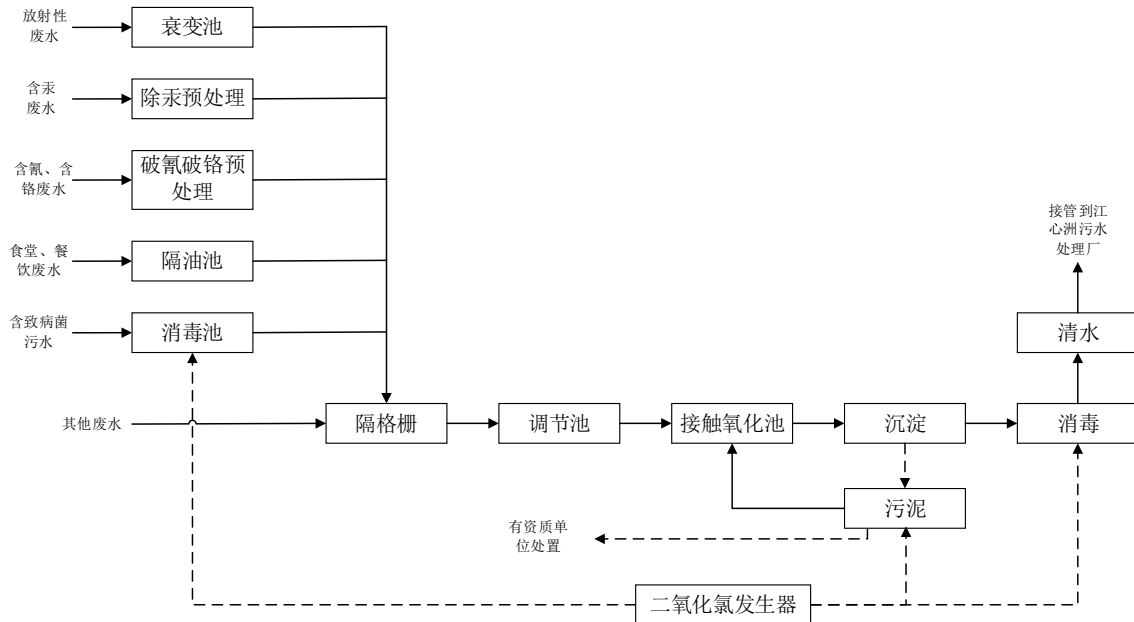 放射性
废水
衰变池
含汞
废水
除汞预处理
含氰、含
铬废水
破氰破铬预
处理
食堂、餐
饮废水
隔油池
含致病菌
污水
消毒池
接管到江
心洲污水
处理厂
清水
其他废水
隔格栅
调节池
接触氧化池
沉淀
消毒
污泥
有资质单
位处置
二氧化氯发生器